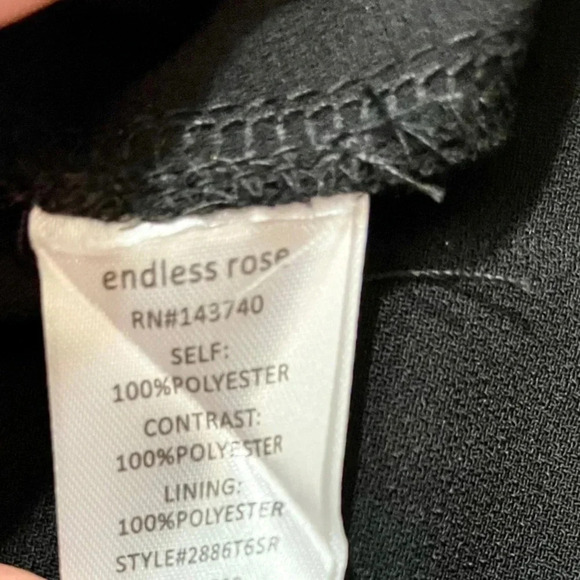 endless rose
RN#143740
SELF:
100%POLYESTER
CONTRAST:
100%POLYESTER
LINING:
100%POLYESTER
STYLE#2886T6SR